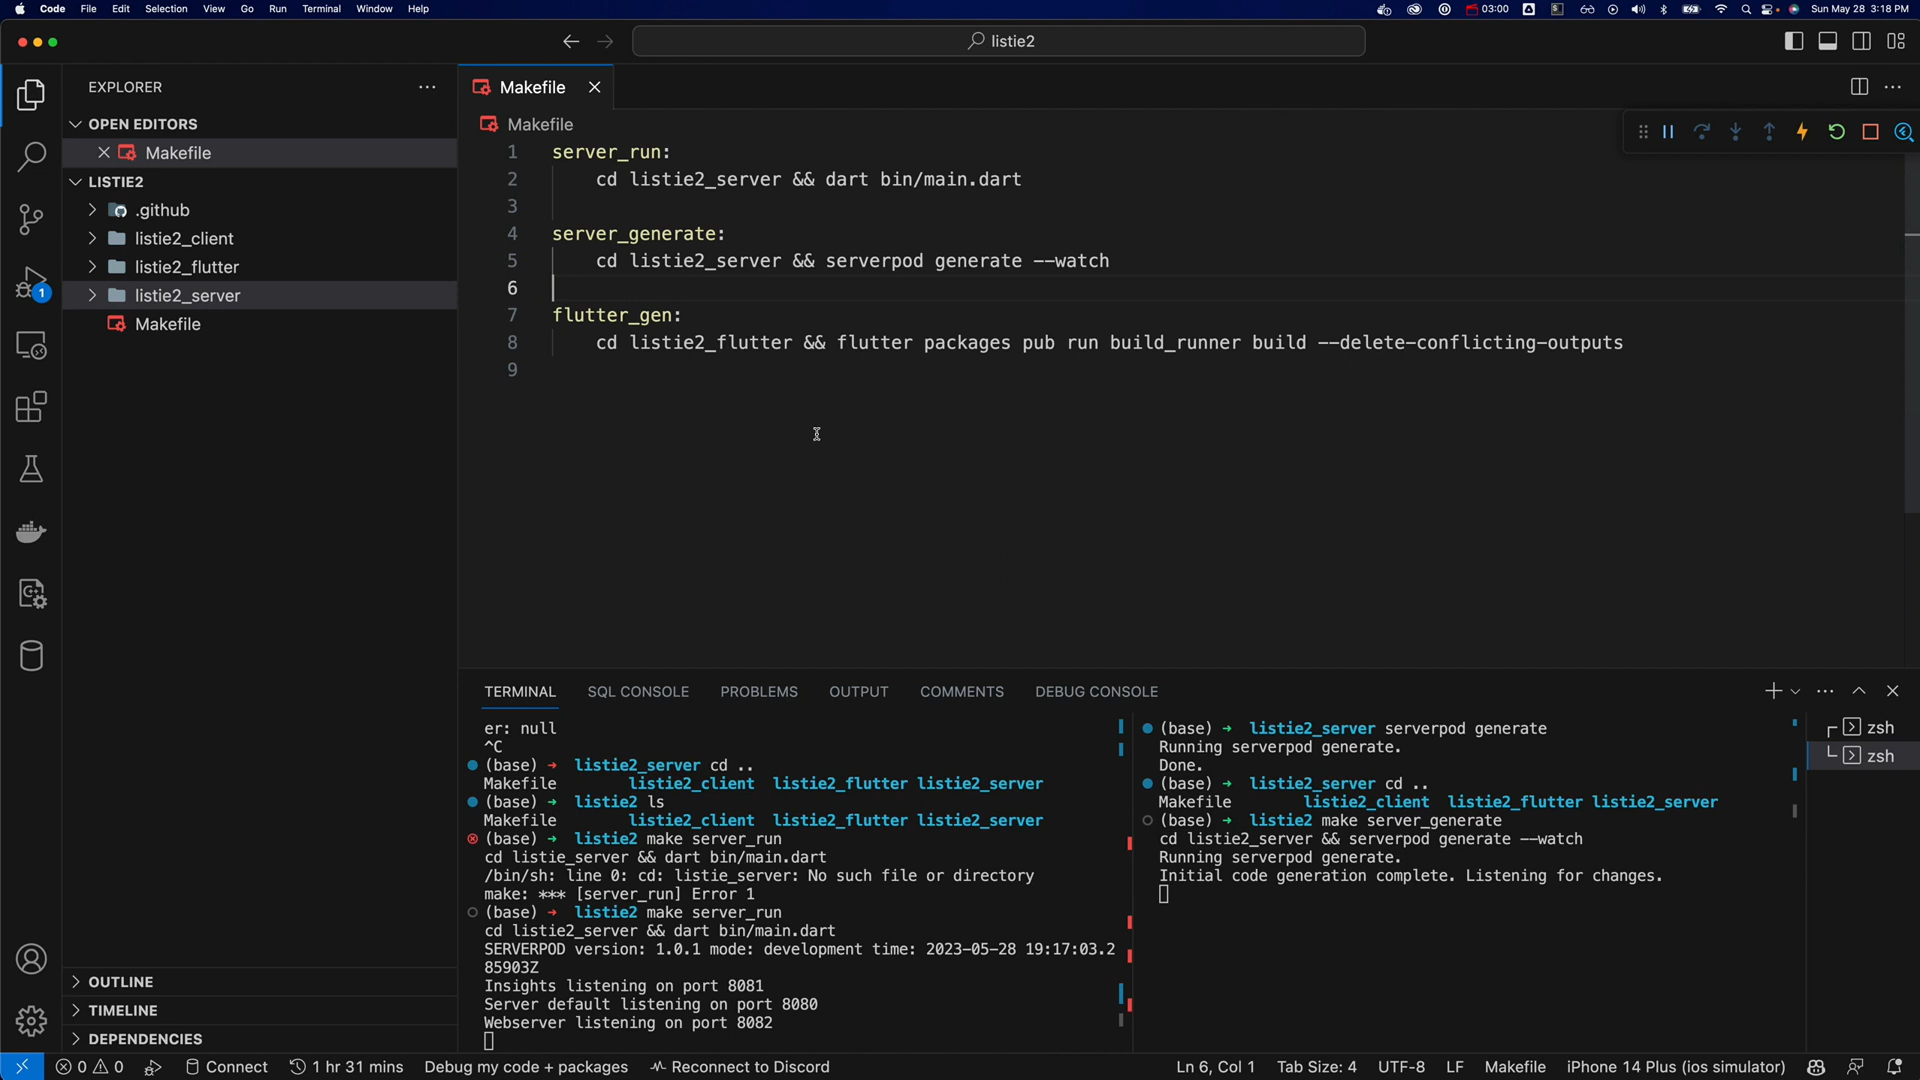 Code File Edit Selection View Go Run Terminal Window Help 03:00 Sun May 28 3:18 PM
listie2
EXPLORER
OPEN EDITORS
Makefile
LISTIE2
.github
listie2_client
listie2_flutter
listie2_server
Makefile
OUTLINE
TIMELINE
DEPENDENCIES
Makefile
Makefile
1 server_run:
2 cd listie2_server && dart bin/main.dart
3
4 server_generate:
5 cd listie2_server && serverpod generate --watch
6
7 flutter_gen:
8 cd listie2_flutter && flutter packages pub run build_runner build --delete-conflicting-outputs
9
TERMINAL SQL CONSOLE PROBLEMS OUTPUT COMMENTS DEBUG CONSOLE
er: null
^C
(base) → listie2_server cd ..
Makefile listie2_client listie2_flutter listie2_server
(base) → listie2 ls
Makefile listie2_client listie2_flutter listie2_server
(base) → listie2 make server_run
cd listie_server && dart bin/main.dart
/bin/sh: line 0: cd: listie_server: No such file or directory
make: *** [server_run] Error 1
(base) → listie2 make server_run
cd listie2_server && dart bin/main.dart
SERVERPOD version: 1.0.1 mode: development time: 2023-05-28 19:17:03.2
85903Z
Insights listening on port 8081
Server default listening on port 8080
Webserver listening on port 8082
(base) → listie2_server serverpod generate
Running serverpod generate.
Done.
(base) → listie2_server cd ..
Makefile listie2_client listie2_flutter listie2_server
(base) → listie2 make server_generate
cd listie2_server && serverpod generate --watch
Running serverpod generate.
Initial code generation complete. Listening for changes.
zsh
zsh
1
0 0 Connect 1 hr 31 mins Debug my code + packages Reconnect to Discord Ln 6, Col 1 Tab Size: 4 UTF-8 LF Makefile iPhone 14 Plus (ios simulator)